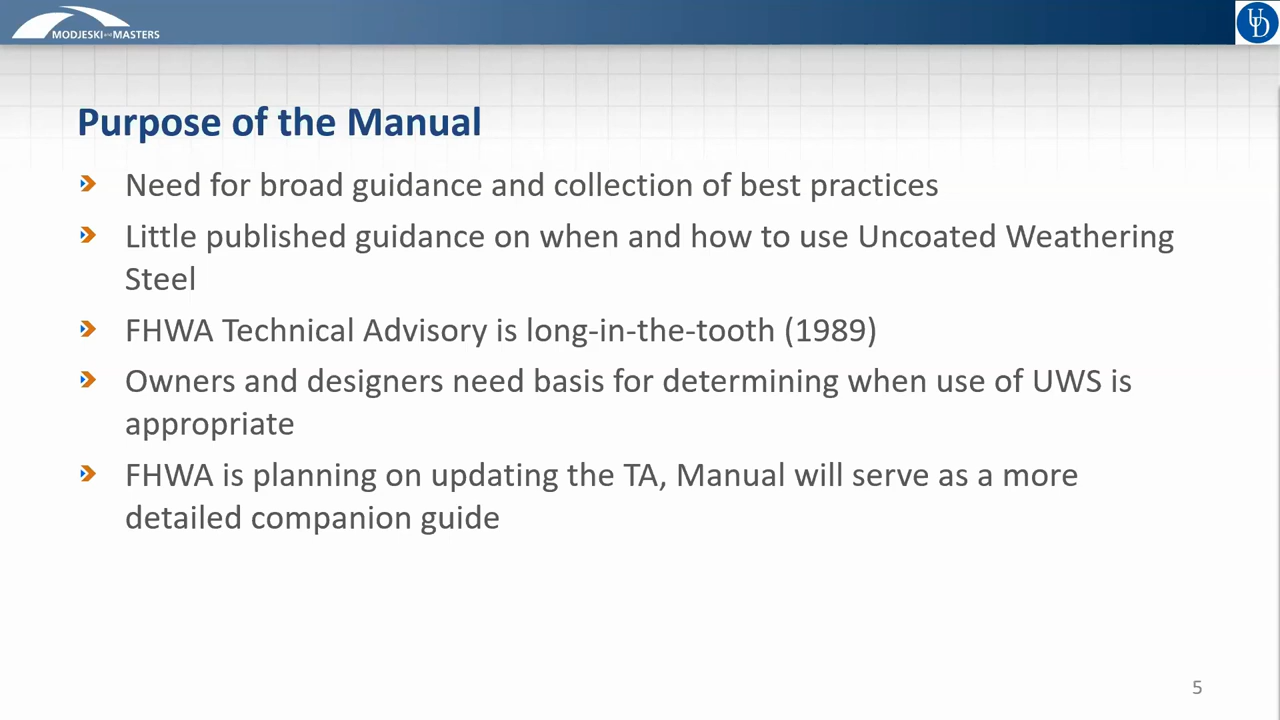 MODJESKI and MASTERS
UD
Purpose of the Manual
Need for broad guidance and collection of best practices
Little published guidance on when and how to use Uncoated Weathering
Steel
FHWA Technical Advisory is long-in-the-tooth (1989)
Owners and designers need basis for determining when use of UWS is
appropriate
FHWA is planning on updating the TA, Manual will serve as a more
detailed companion guide
5